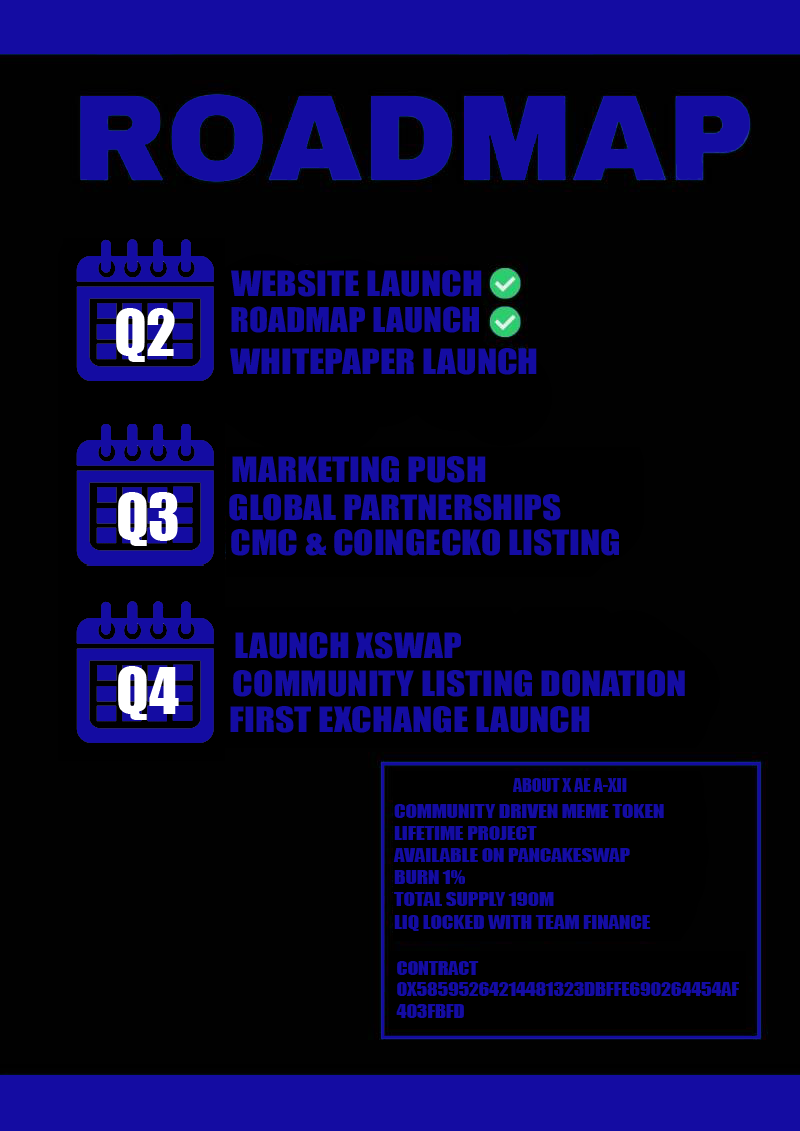 ROADMAP
Q2
WEBSITE LAUNCH
ROADMAP LAUNCH
WHITEPAPER LAUNCH
Q3
MARKETING PUSH
GLOBAL PARTNERSHIPS
CMC & COINGECKO LISTING
Q4
LAUNCH XSWAP
COMMUNITY LISTING DONATION
FIRST EXCHANGE LAUNCH
ABOUT X AE A-XII
COMMUNITY DRIVEN MEME TOKEN
LIFETIME PROJECT
AVAILABLE ON PANCAKESWAP
BURN 1%
TOTAL SUPPLY 190M
LIQ LOCKED WITH TEAM FINANCE
CONTRACT
0X58595264214481323DBFFE690264454AF
403FBFD